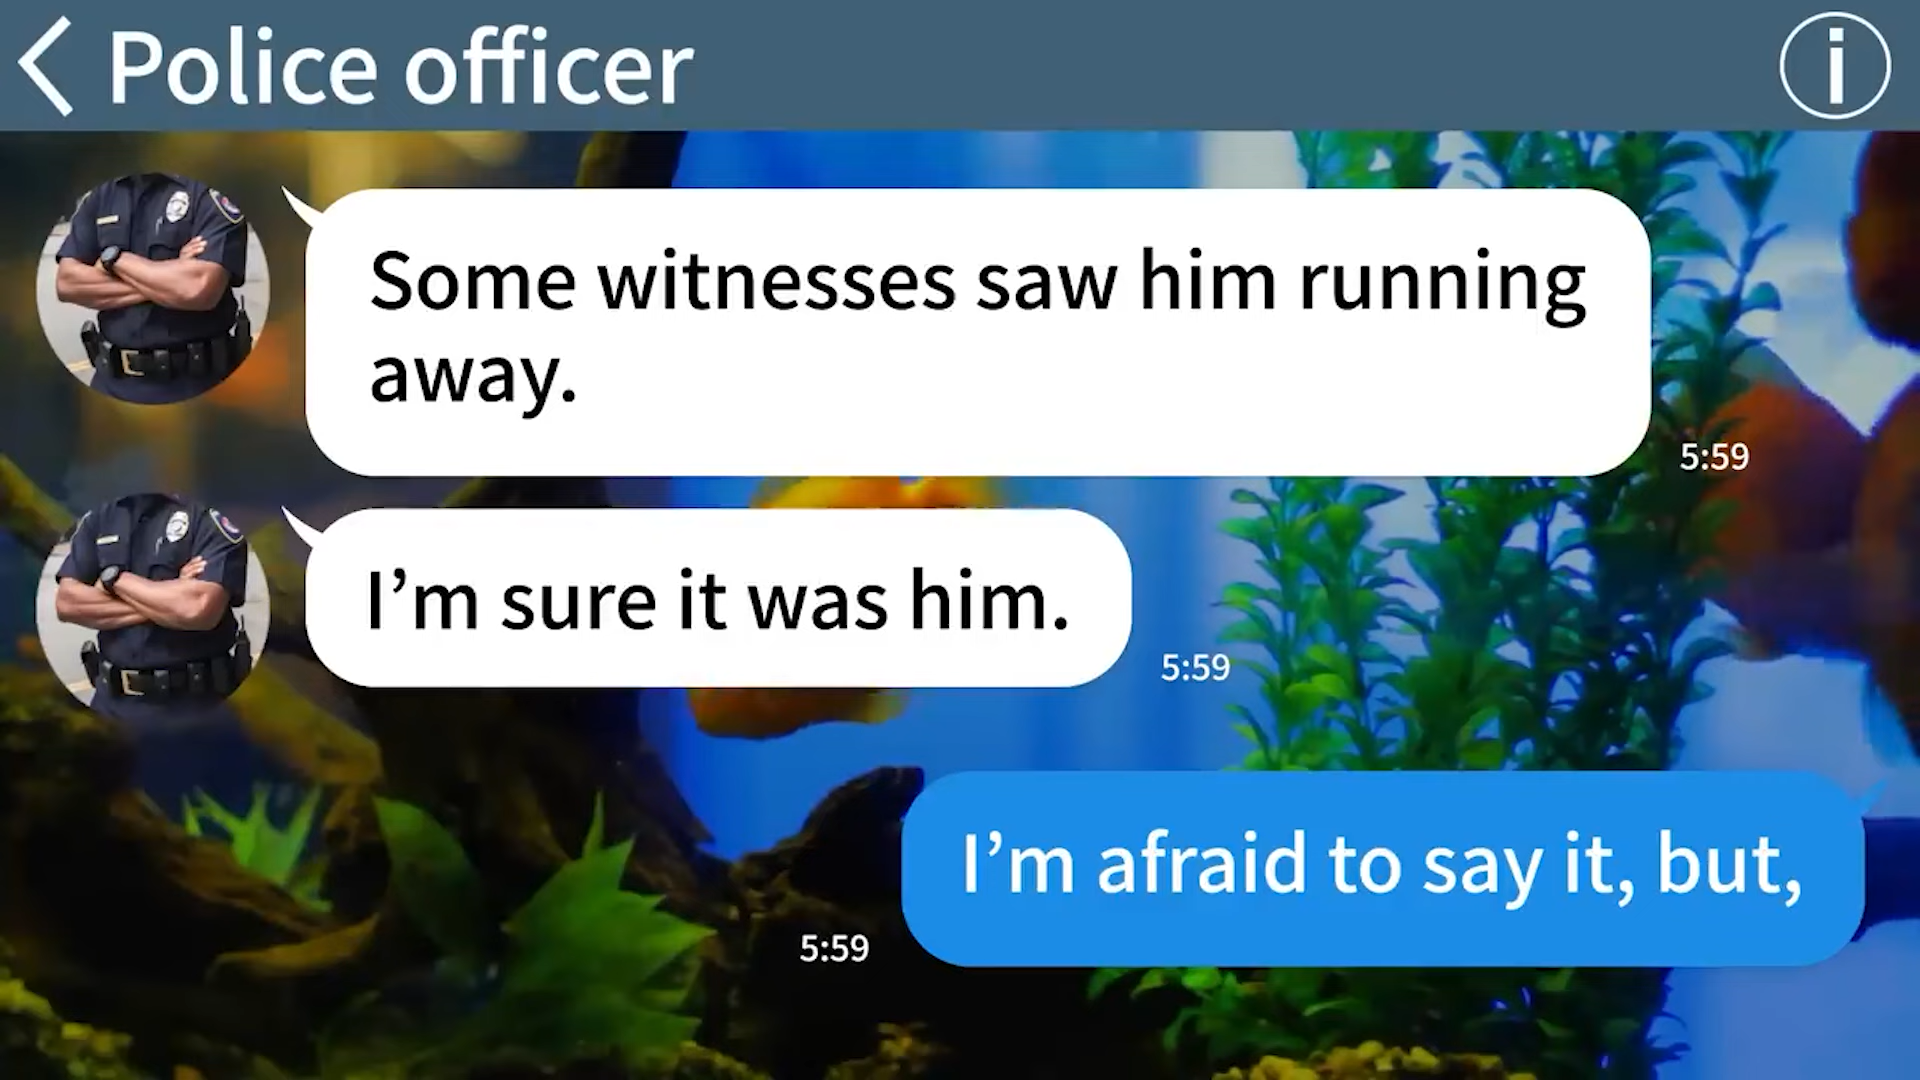 Police officer
Some witnesses saw him running
away.
5:59
I’m sure it was him.
5:59
I’m afraid to say it, but,
5:59